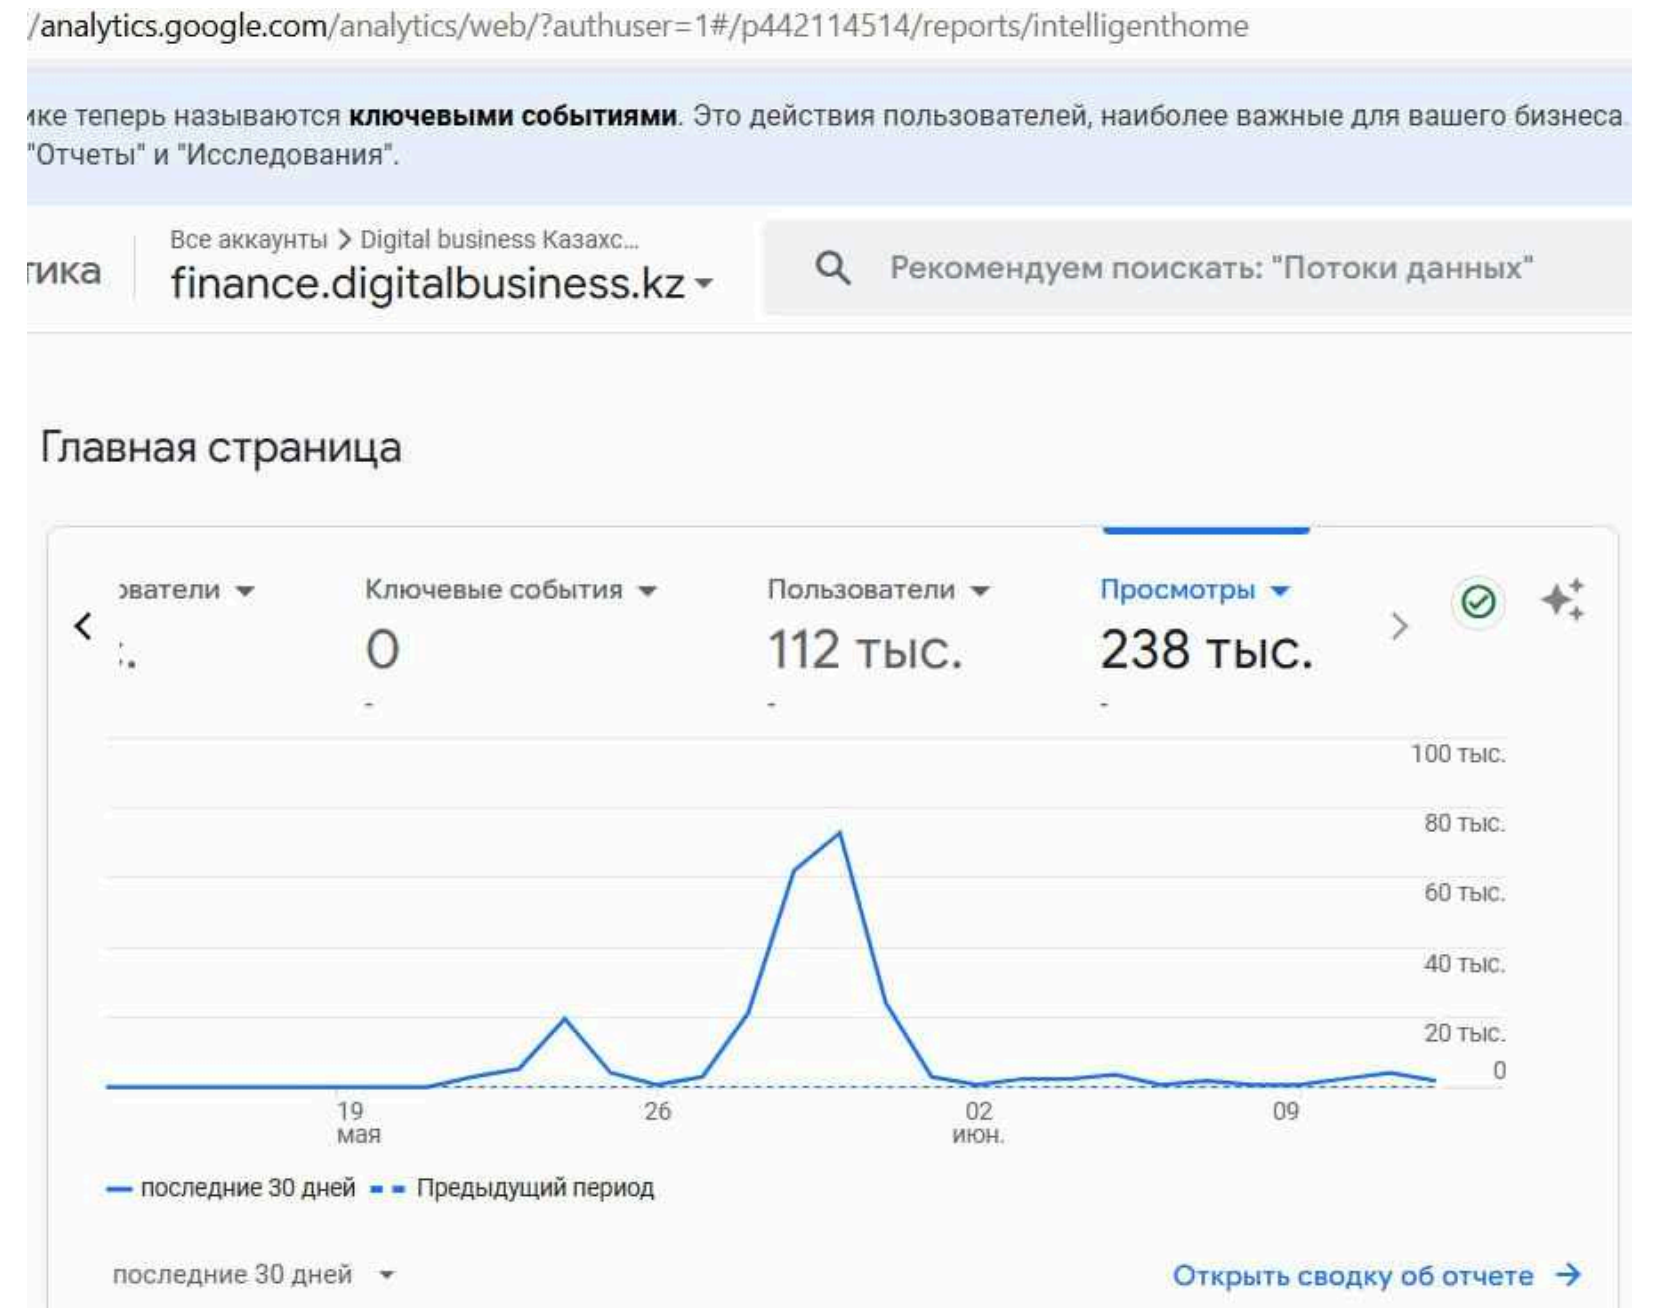 /analytics.google.com/analytics/web/?authuser=1#/p442114514/reports/intelligenthome
теперь называются ключевыми событиями. Это действия пользователей, наиболее важные для вашего бизнеса.
"Отчеты" и "Исследования".
Все аккаунты > Digital business Казахс...
тика
finance.digitalbusiness.kz
Рекомендуем поискать: "Потоки данных"
Главная страница
ователи
Ключевые события
Пользователи
Просмотры
0
112 тыс.
238 тыс.
-
-
-
100 тыс.
80 тыс.
60 тыс.
40 тыс.
20 тыс.
0
19
мая
26
02
июн.
09
последние 30 дней
Предыдущий период
последние 30 дней
Открыть сводку об отчете